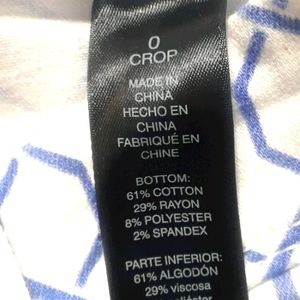 0
CROP
MADE IN
CHINA
HECHO EN
CHINA
FABRIQUÉ EN
CHINE
BOTTOM:
61% COTTON
29% RAYON
8% POLYESTER
2% SPANDEX
PARTE INFERIOR:
61% ALGODÓN
29% viscosa